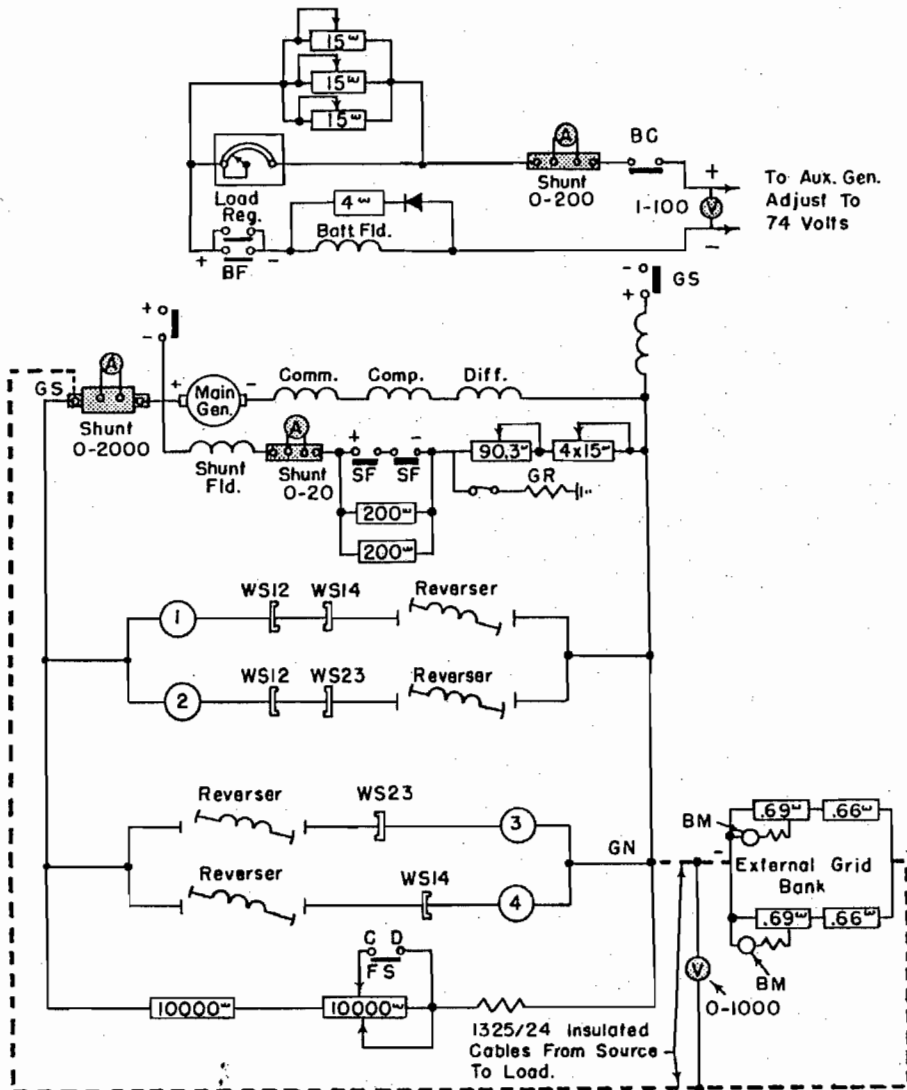 15ω
15ω
15ω
A
BC
Shunt
0-200
+
1-100
V
-
To Aux. Gen.
Adjust To
74 Volts
Load
Reg.
4ω
Batt Fld.
+
-
BF
-
+
GS
+
-
A
GS
Shunt
0-2000
+
Main
Gen.
-
Comm.
Comp.
Diff.
Shunt
Fld.
A
Shunt
0-20
+
-
SF
SF
90.3ω
4x15ω
GR
200ω
200ω
1
WS12
WS14
Reverser
2
WS12
WS23
Reverser
Reverser
WS23
3
GN
Reverser
WS14
4
BM
.69ω
.66ω
-
External Grid
Bank
.69ω
.66ω
BM
V
0-1000
C D
FS
10000ω
10000ω
1325/24 Insulated
Cables From Source
To Load.